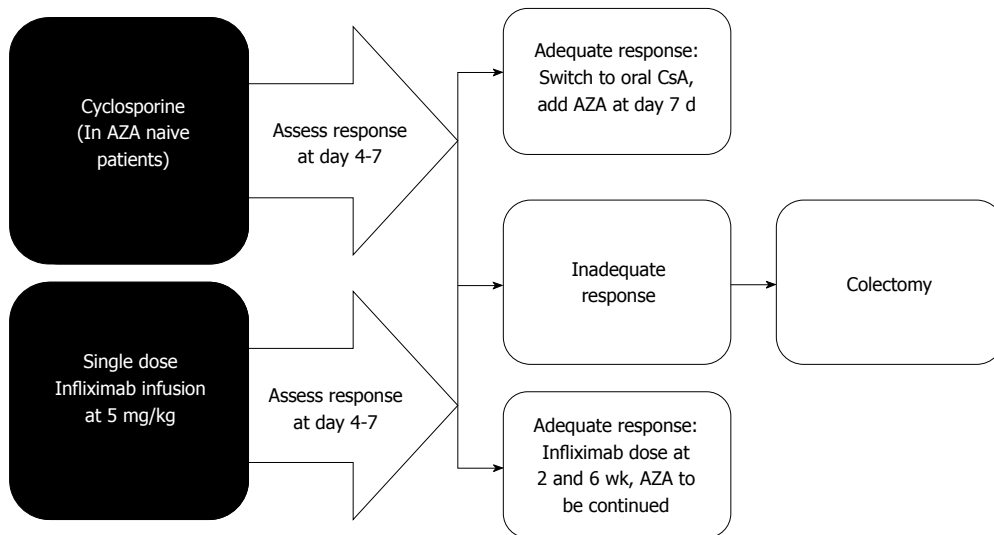 Cyclosporine
(In AZA naive
patients)
Assess response
at day 4-7
Adequate response:
Switch to oral CsA,
add AZA at day 7 d
Inadequate
response
Colectomy
Single dose
Infliximab infusion
at 5 mg/kg
Assess response
at day 4-7
Adequate response:
Infliximab dose at
2 and 6 wk, AZA to
be continued